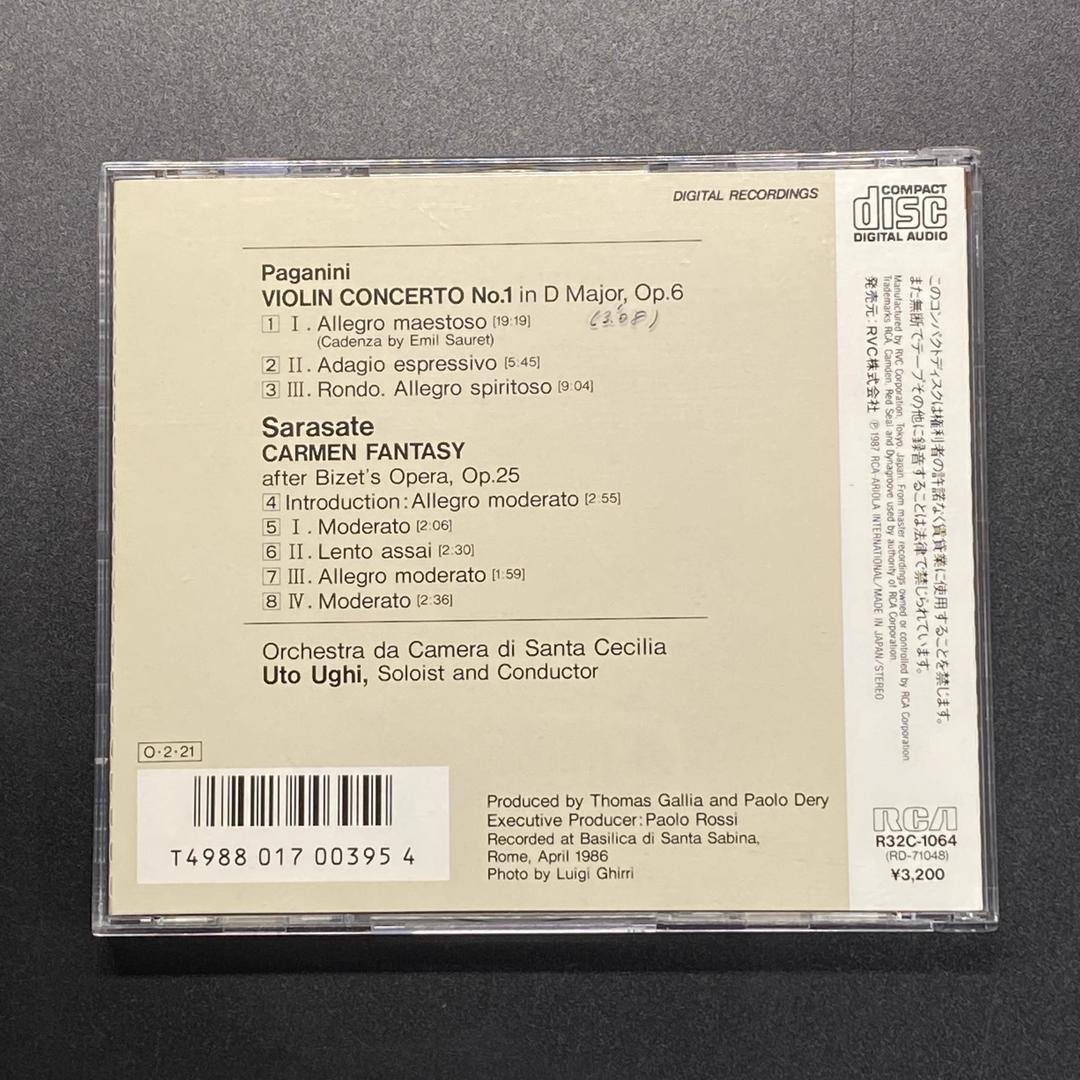 DIGITAL RECORDINGS
Paganini
VIOLIN CONCERTO No.1 in D Major, Op.6
1 I. Allegro maestoso [19:19]
(3:08)
(Cadenza by Emil Sauret)
2 II. Adagio espressivo [5:45]
3 III. Rondo. Allegro spiritoso [9:04]
Sarasate
CARMEN FANTASY
after Bizet's Opera, Op.25
4 Introduction: Allegro moderato [2:55]
5 I. Moderato [2:06]
6 II. Lento assai [2:30]
7 III. Allegro moderato [1:59]
8 IV. Moderato [2:36]
Orchestra da Camera di Santa Cecilia
Uto Ughi, Soloist and Conductor
O·2·21
T4988 017 00395 4
Produced by Thomas Gallia and Paolo Dery
Executive Producer: Paolo Rossi
Recorded at Basilica di Santa Sabina,
Rome, April 1986
Photo by Luigi Ghirri
COMPACT
disc
DIGITAL AUDIO
このコンパクトディスクは権利者の許諾なく賃貸業に使用することを禁じます。
また無断でテープその他に録音することは法律で禁じられています。
Manufactured by RVC Corporation, Tokyo, Japan. From master recordings owned or controlled by RCA Corporation.
Trademarks RCA, Camden, Red Seal and Dynagroove used by authority of RCA Corporation.
発売元：RVC株式会社 ℗1987 RCA-ARIOLA INTERNATIONAL/MADE IN JAPAN/STEREO
RCA
R32C-1064
(RD-71048)
¥3,200